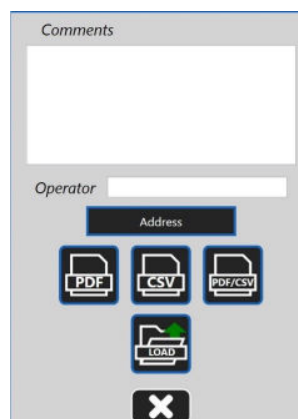 Comments
Operator
Address
PDF CSV PDF/CSV
LOAD